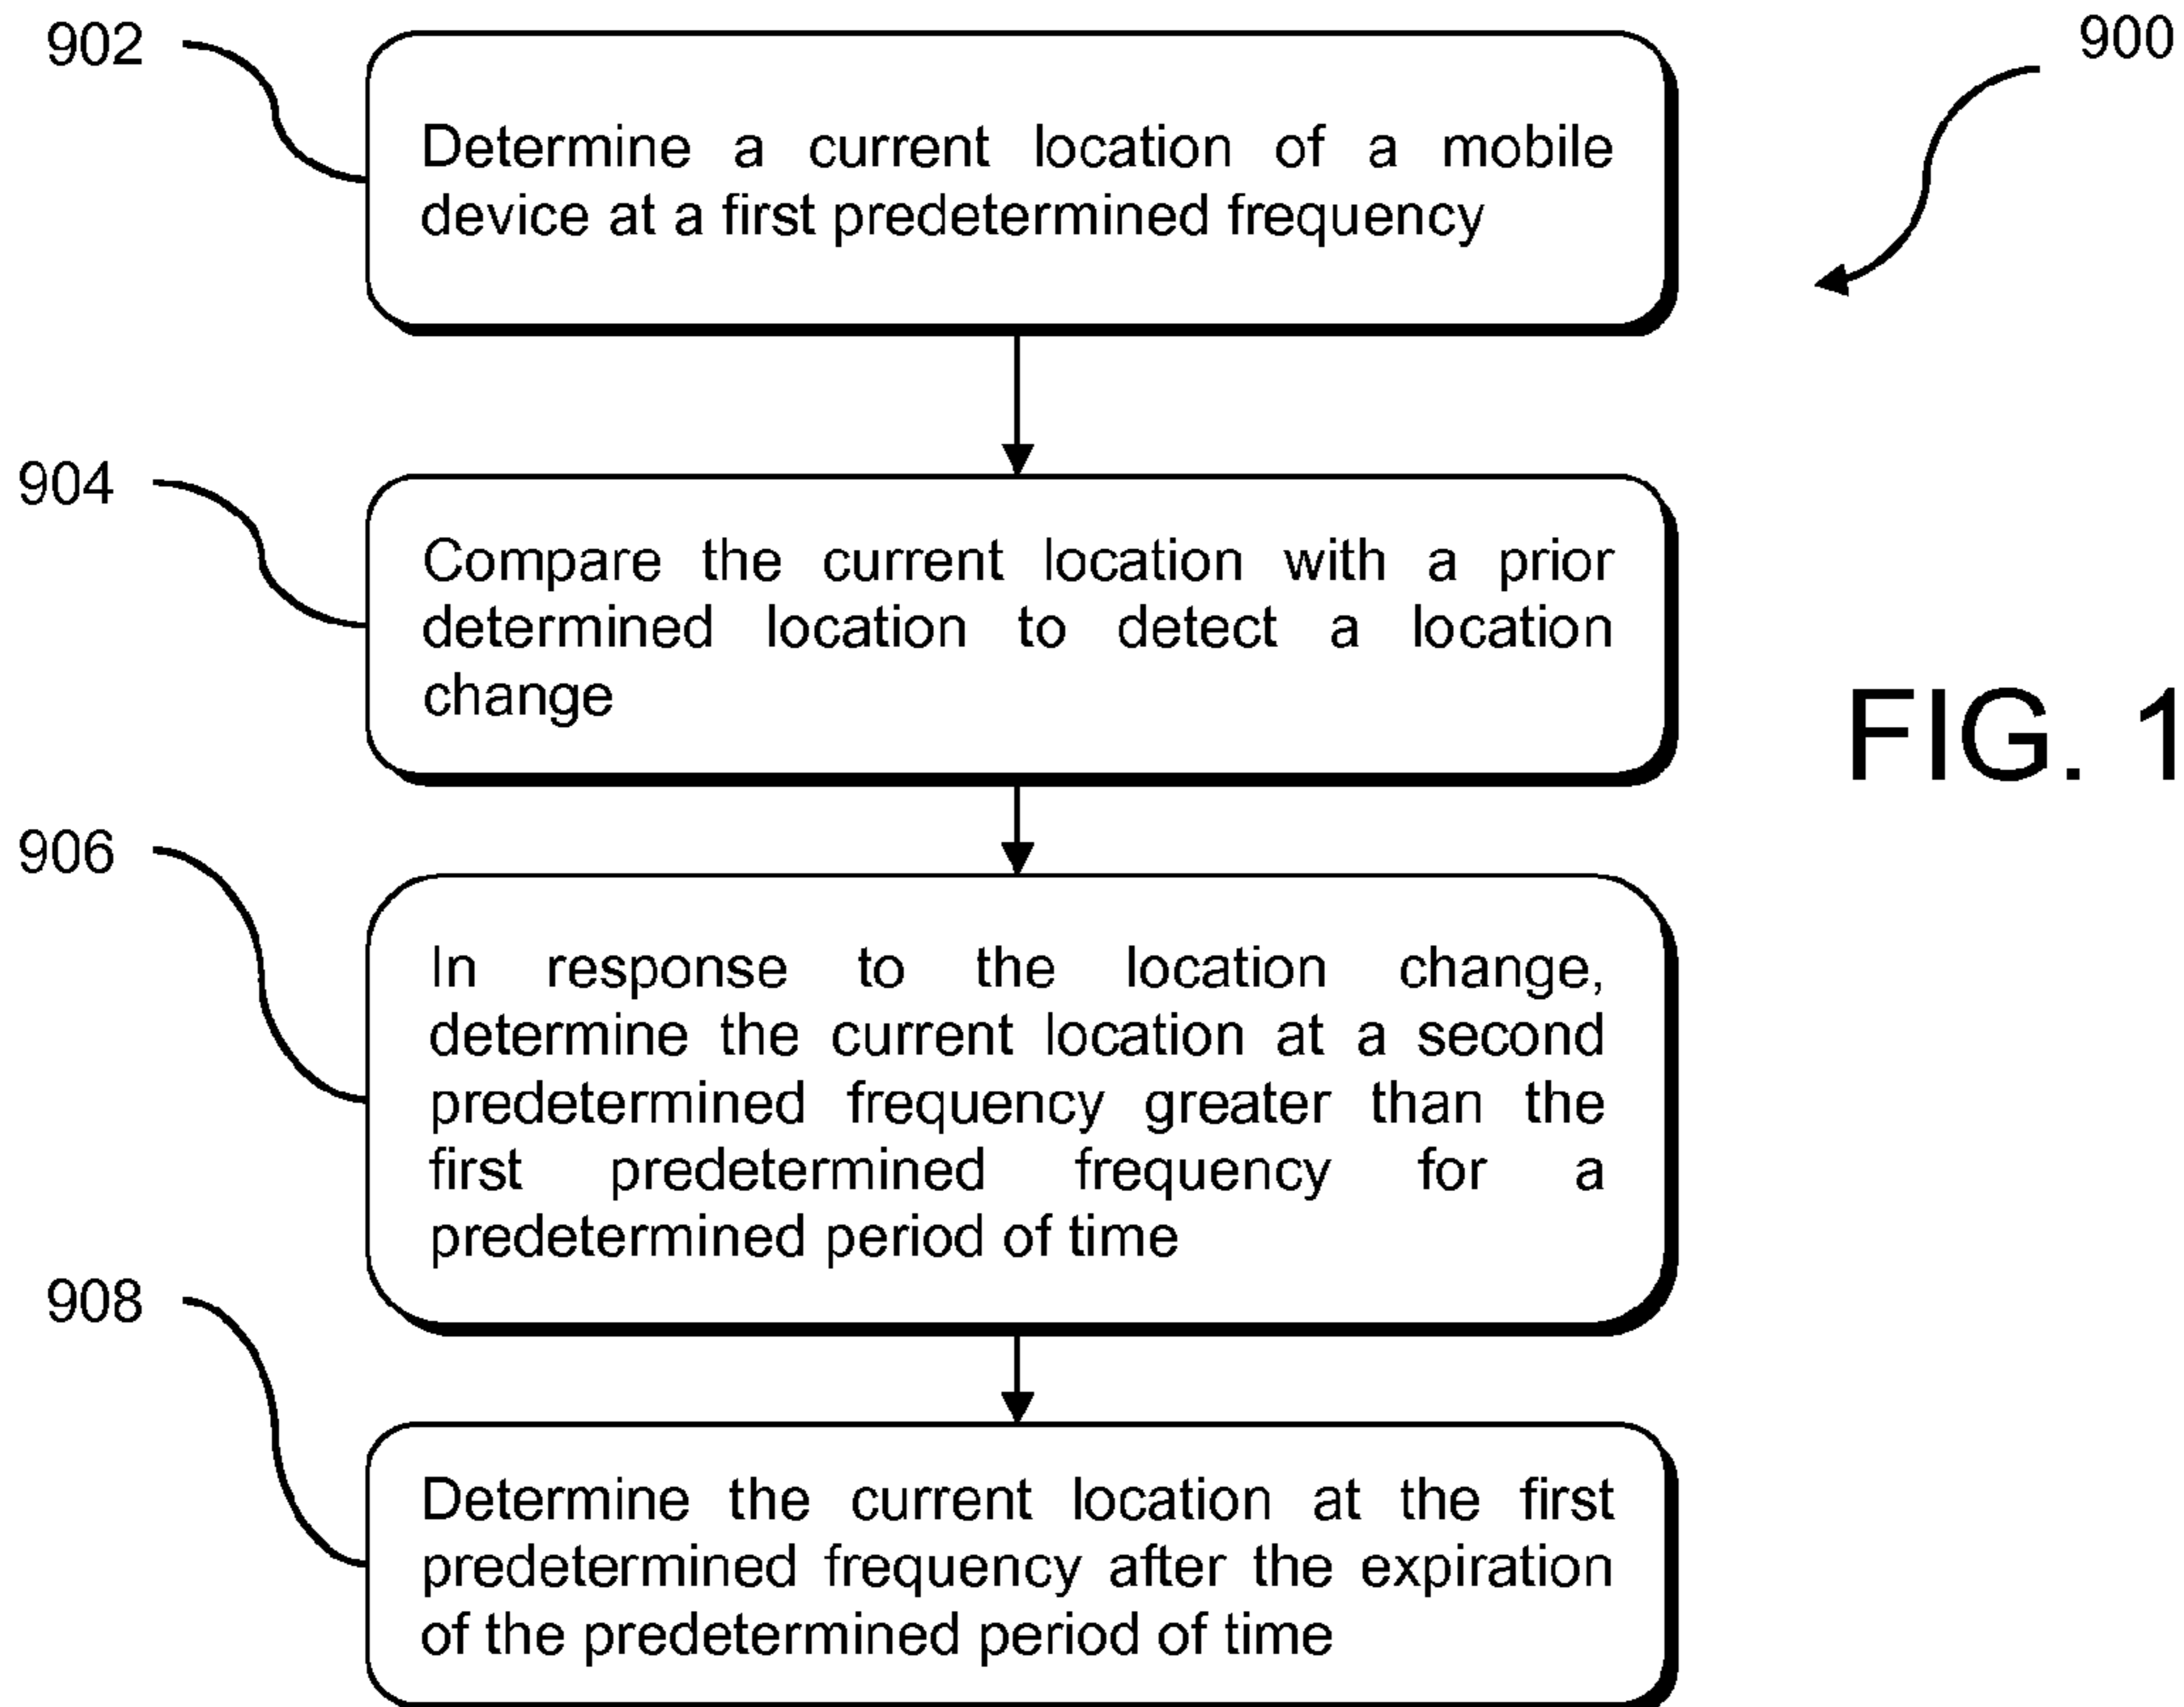 902
900
Determine a current location of a mobile
device at a first predetermined frequency
904
Compare the current location with a prior
determined location to detect a location
change
FIG. 1
906
In response to the location change,
determine the current location at a second
predetermined frequency greater than the
first predetermined frequency for a
predetermined period of time
908
Determine the current location at the first
predetermined frequency after the expiration
of the predetermined period of time